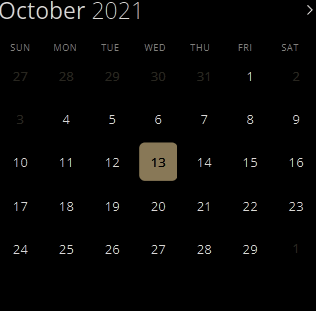 October 2021
SUN MON TUE WED THU FRI SAT
27 28 29 30 31 1 2
3 4 5 6 7 8 9
10 11 12 13 14 15 16
17 18 19 20 21 22 23
24 25 26 27 28 29 1